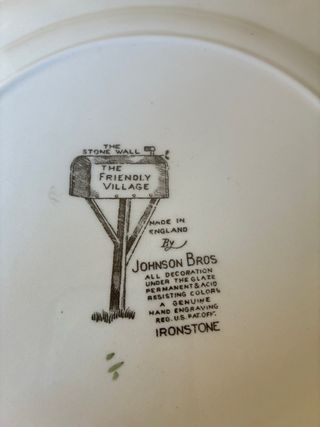 THE
STONE WALL
THE
FRIENDLY
VILLAGE
MADE IN
ENGLAND
By
JOHNSON BROS
ALL DECORATION
UNDER THE GLAZE
PERMANENT & ACID
RESISTING COLORS
A GENUINE
HAND ENGRAVING
REG. U.S. PAT. OFF.
IRONSTONE